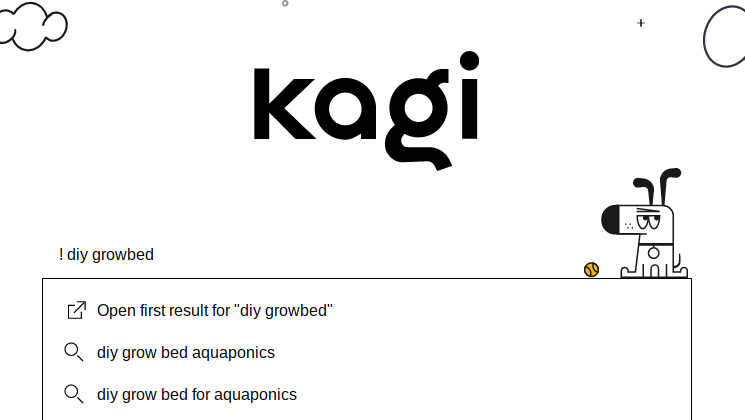 kagi
! diy growbed
Open first result for "diy growbed"
diy grow bed aquaponics
diy grow bed for aquaponics